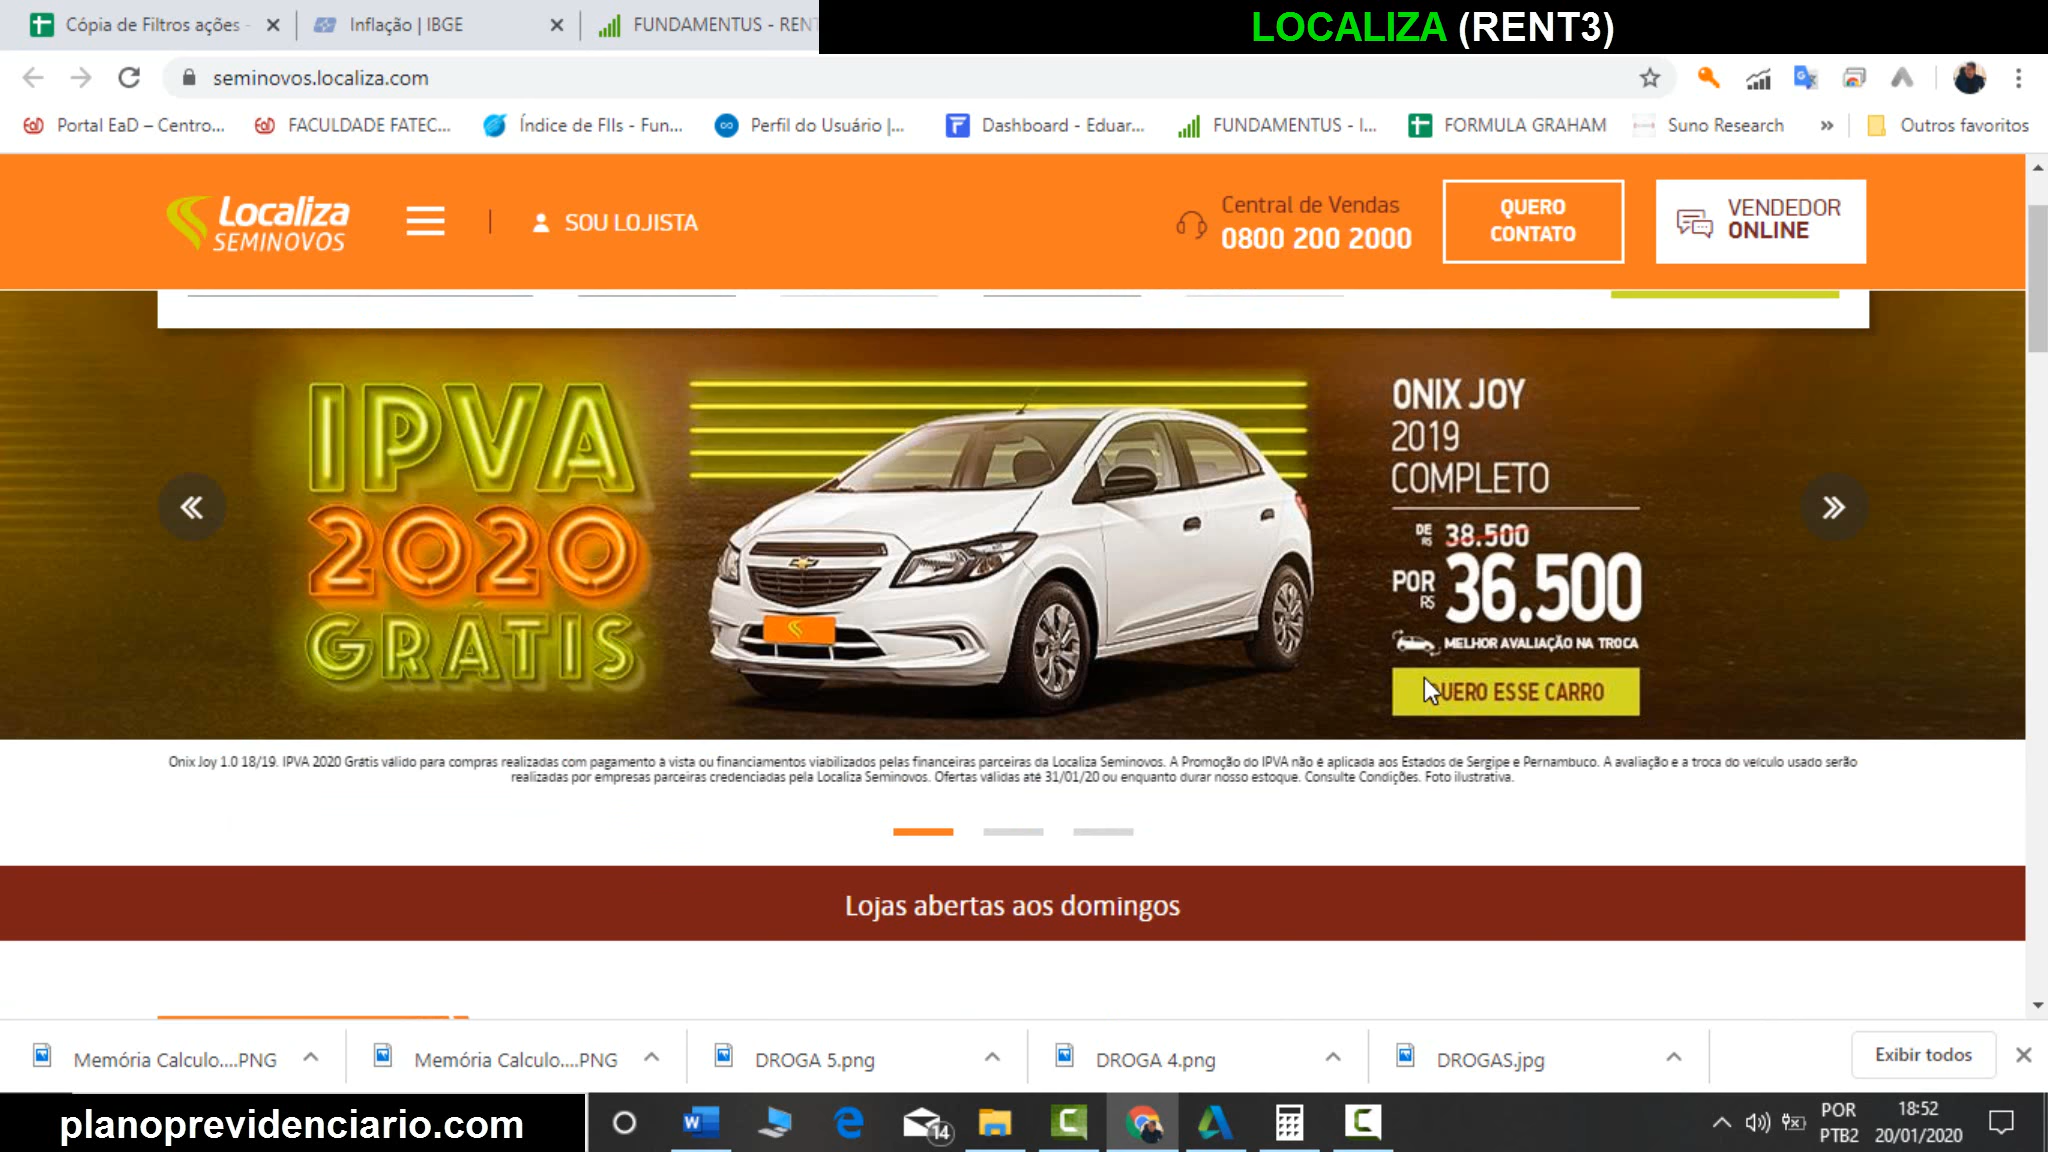 Cópia de Filtros ações -
Inflação | IBGE
FUNDAMENTUS - RENT
LOCALIZA (RENT3)
seminovos.localiza.com
Portal EaD – Centro...
FACULDADE FATEC...
Índice de FIIs - Fun...
Perfil do Usuário |...
Dashboard - Eduar...
FUNDAMENTUS - I...
FORMULA GRAHAM
Suno Research
Outros favoritos
Localiza
SEMINOVOS
SOU LOJISTA
Central de Vendas
0800 200 2000
QUERO
CONTATO
VENDEDOR
ONLINE
IPVA
2020
GRÁTIS
ONIX JOY
2019
COMPLETO
DE R$ 38.500
POR R$ 36.500
MELHOR AVALIAÇÃO NA TROCA
UERO ESSE CARRO
Onix Joy 1.0 18/19. IPVA 2020 Grátis válido para compras realizadas com pagamento à vista ou financiamentos viabilizados pelas financeiras parceiras da Localiza Seminovos. A Promoção do IPVA não é aplicada aos Estados de Sergipe e Pernambuco. A avaliação e a troca do veículo usado serão
realizadas por empresas parceiras credenciadas pela Localiza Seminovos. Ofertas válidas até 31/01/20 ou enquanto durar nosso estoque. Consulte Condições. Foto ilustrativa.
Lojas abertas aos domingos
Memória Calculo....PNG
Memória Calculo....PNG
DROGA 5.png
DROGA 4.png
DROGAS.jpg
Exibir todos
planoprevidenciario.com
14
POR
PTB2
18:52
20/01/2020